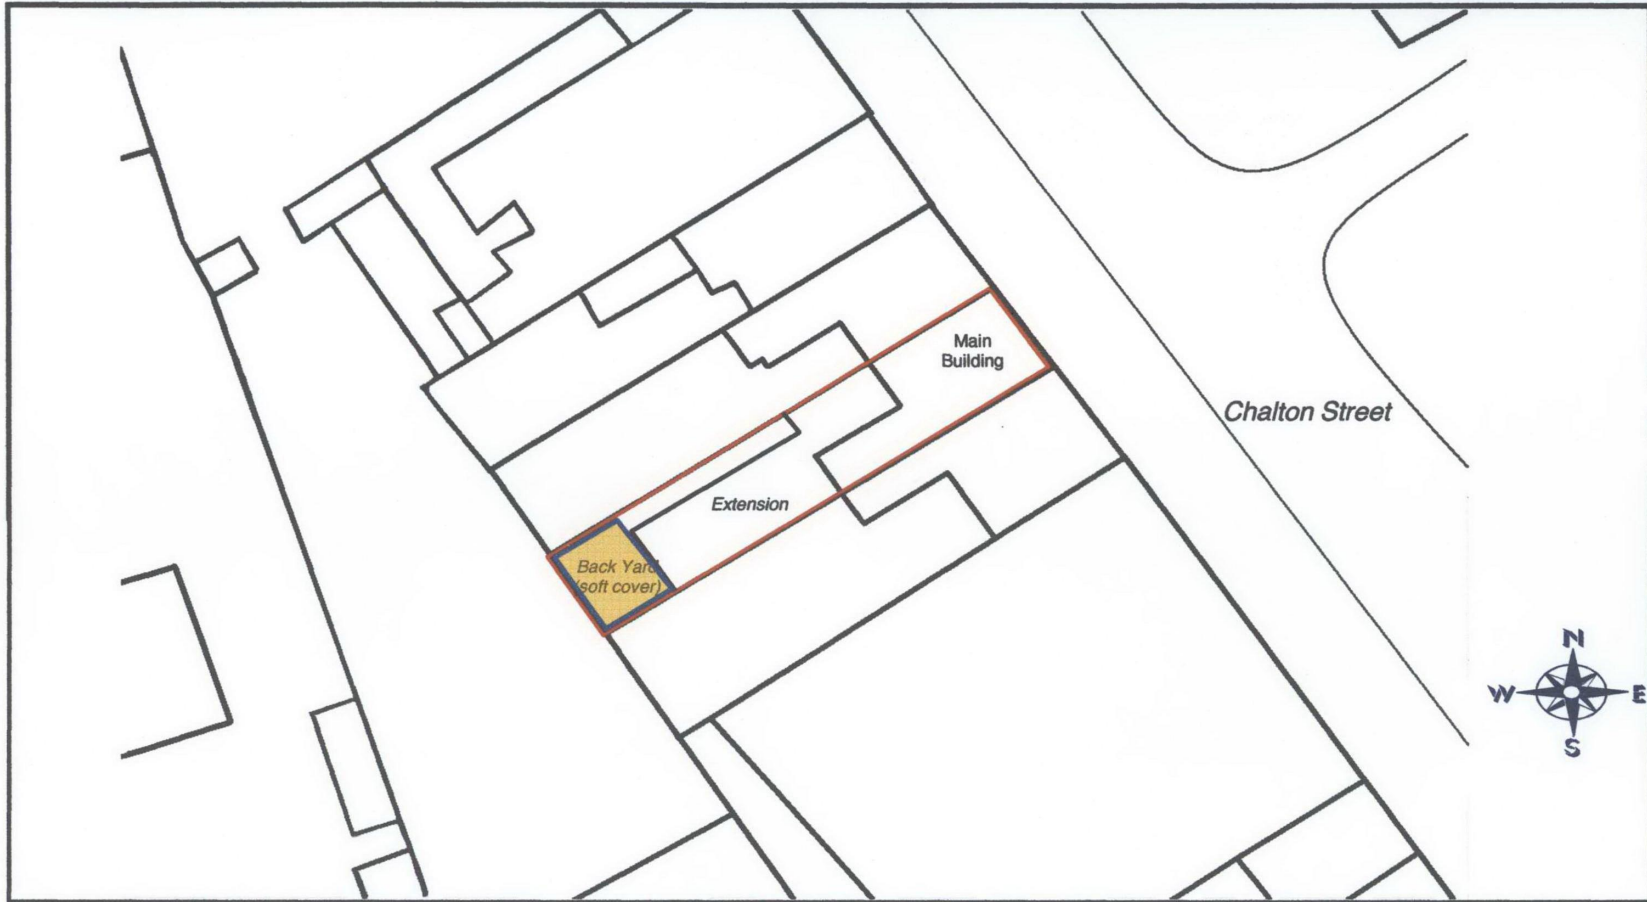 Main
Building
Chalton Street
Extension
Back Yard
(soft cover)
N
W
E
S